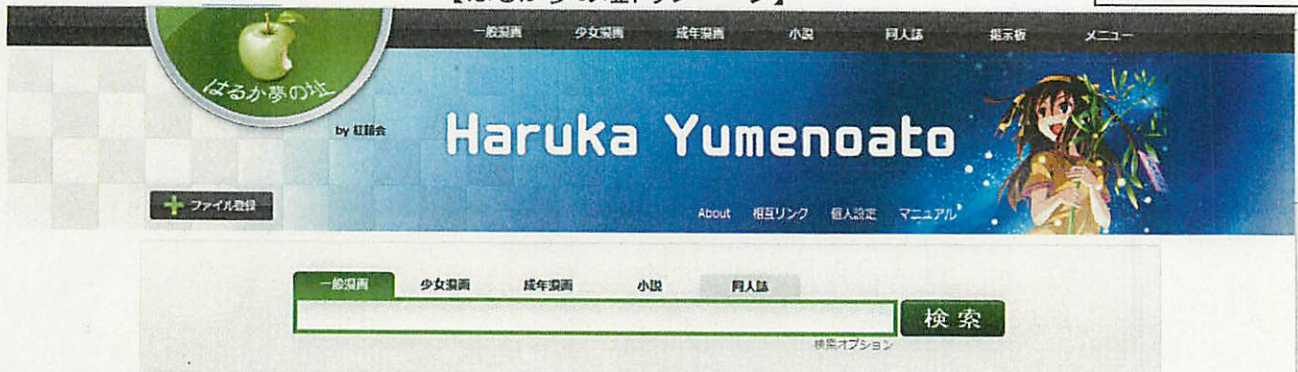 一般漫画 少女漫画 成年漫画 小説 同人誌 掲示板 メニュー
はるか夢の址
by 紅籍会
Haruka Yumenoato
ファイル登録
About 相互リンク 個人設定 マニュアル
一般漫画 少女漫画 成年漫画 小説 同人誌
検索
検索オプション